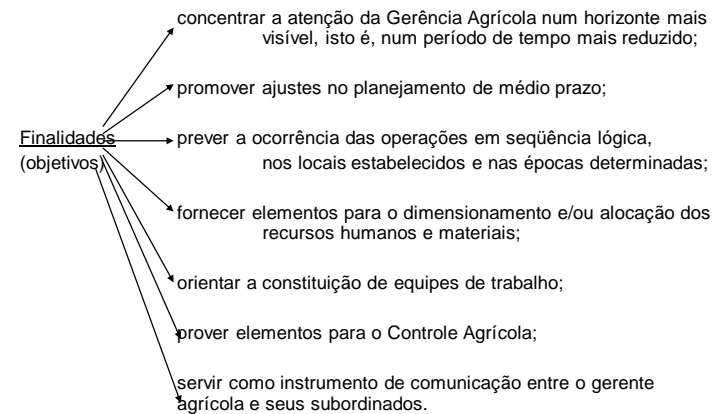 concentrar a atenção da Gerência Agrícola num horizonte mais
visível, isto é, num período de tempo mais reduzido;
promover ajustes no planejamento de médio prazo;
Finalidades
(objetivos)
prever a ocorrência das operações em seqüência lógica,
nos locais estabelecidos e nas épocas determinadas;
fornecer elementos para o dimensionamento e/ou alocação dos
recursos humanos e materiais;
orientar a constituição de equipes de trabalho;
prover elementos para o Controle Agrícola;
servir como instrumento de comunicação entre o gerente
agrícola e seus subordinados.